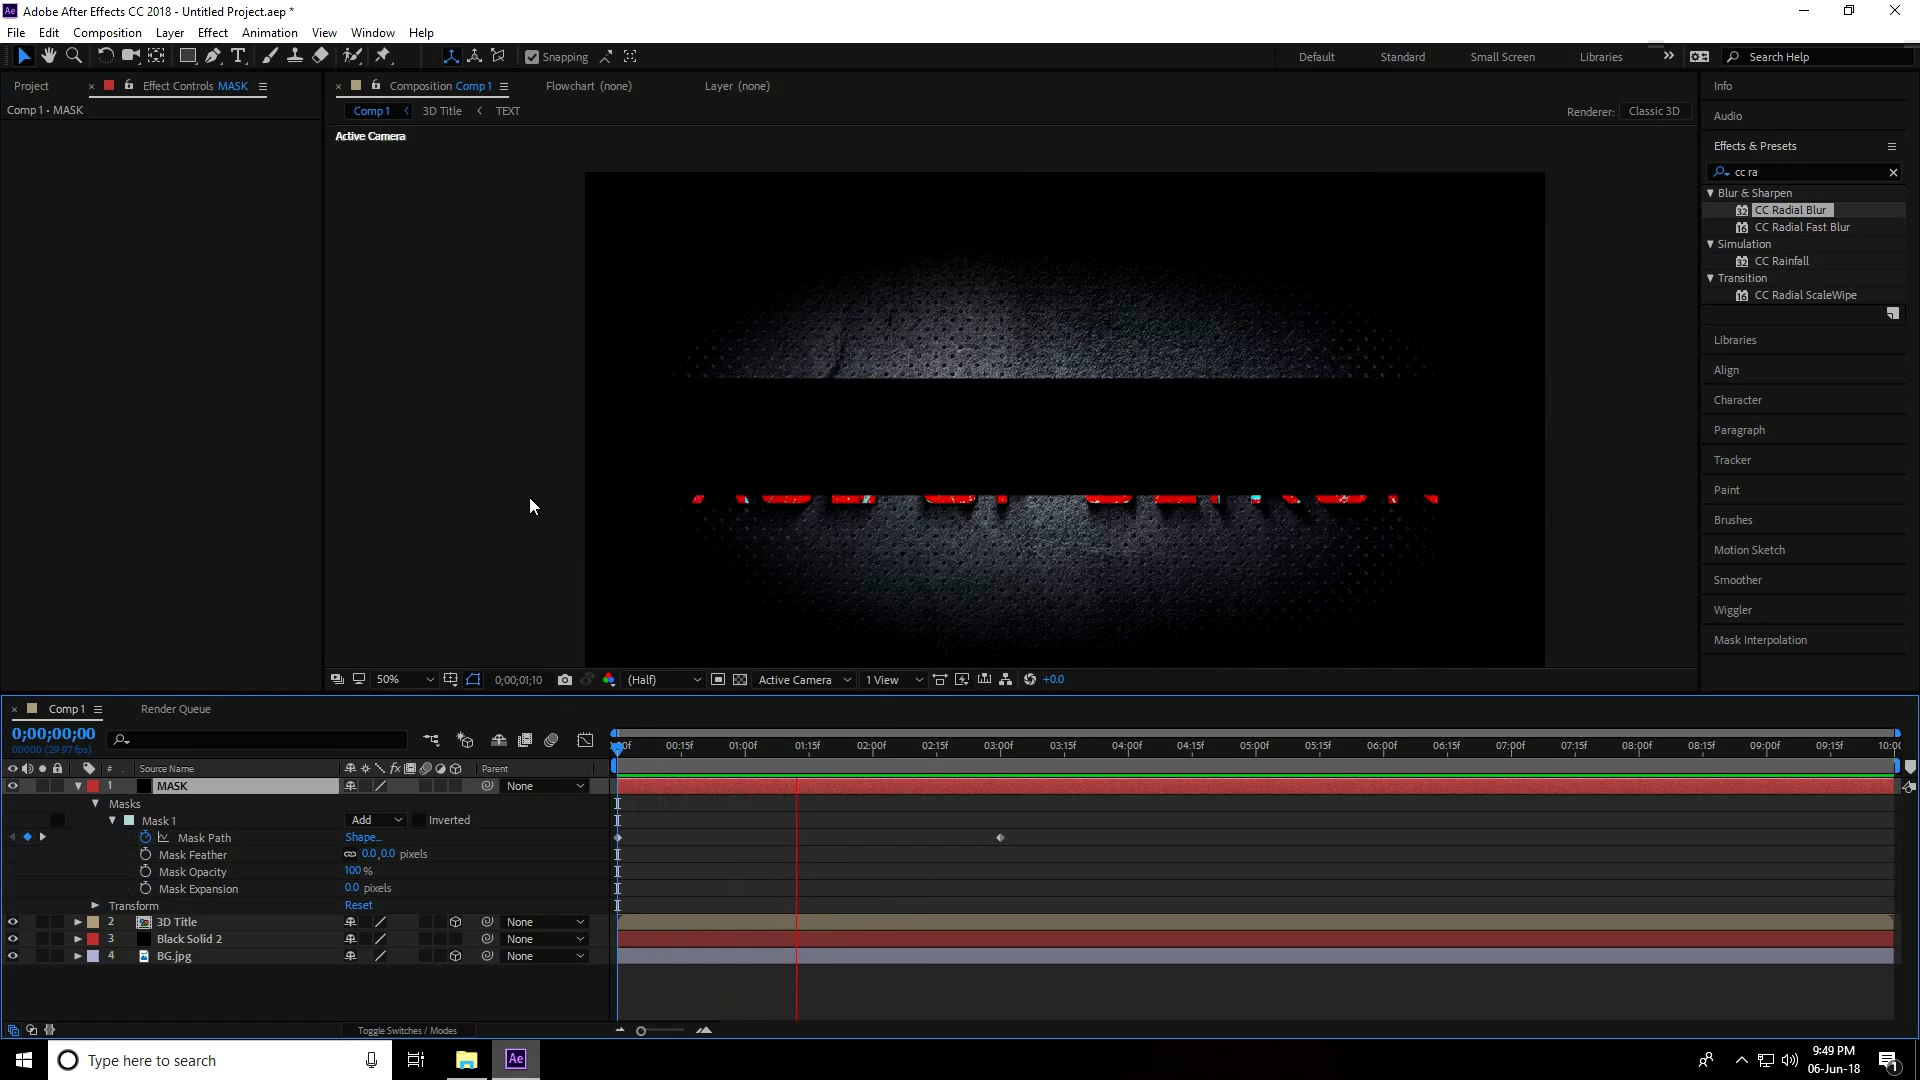 Adobe After Effects CC 2018 - Untitled Project.aep *
File Edit Composition Layer Effect Animation View Window Help
Snapping
Default Standard Small Screen Libraries Search Help
Project Effect Controls MASK
Composition Comp 1 Flowchart (none) Layer (none)
Comp 1 • MASK
Comp 1 3D Title TEXT
Renderer: Classic 3D
Active Camera
Info
Audio
Effects & Presets
cc ra
Blur & Sharpen
CC Radial Blur
CC Radial Fast Blur
Simulation
CC Rainfall
Transition
CC Radial ScaleWipe
Libraries
Align
Character
Paragraph
Tracker
Paint
Brushes
Motion Sketch
Smoother
Wiggler
Mask Interpolation
50% 0;00;01;10 (Half) Active Camera 1 View +0.0
Comp 1 Render Queue
0;00;00;00
00000 (29.97 fps)
00f 00:15f 01:00f 01:15f 02:00f 02:15f 03:00f 03:15f 04:00f 04:15f 05:00f 05:15f 06:00f 06:15f 07:00f 07:15f 08:00f 08:15f 09:00f 09:15f 10:00
# Source Name Parent
1 MASK None
Masks
Mask 1 Add Inverted
Mask Path Shape...
Mask Feather 0.0,0.0 pixels
Mask Opacity 100 %
Mask Expansion 0.0 pixels
Transform Reset
2 3D Title None
3 Black Solid 2 None
4 BG.jpg None
Toggle Switches / Modes
Type here to search
Ae
9:49 PM
06-Jun-18
1